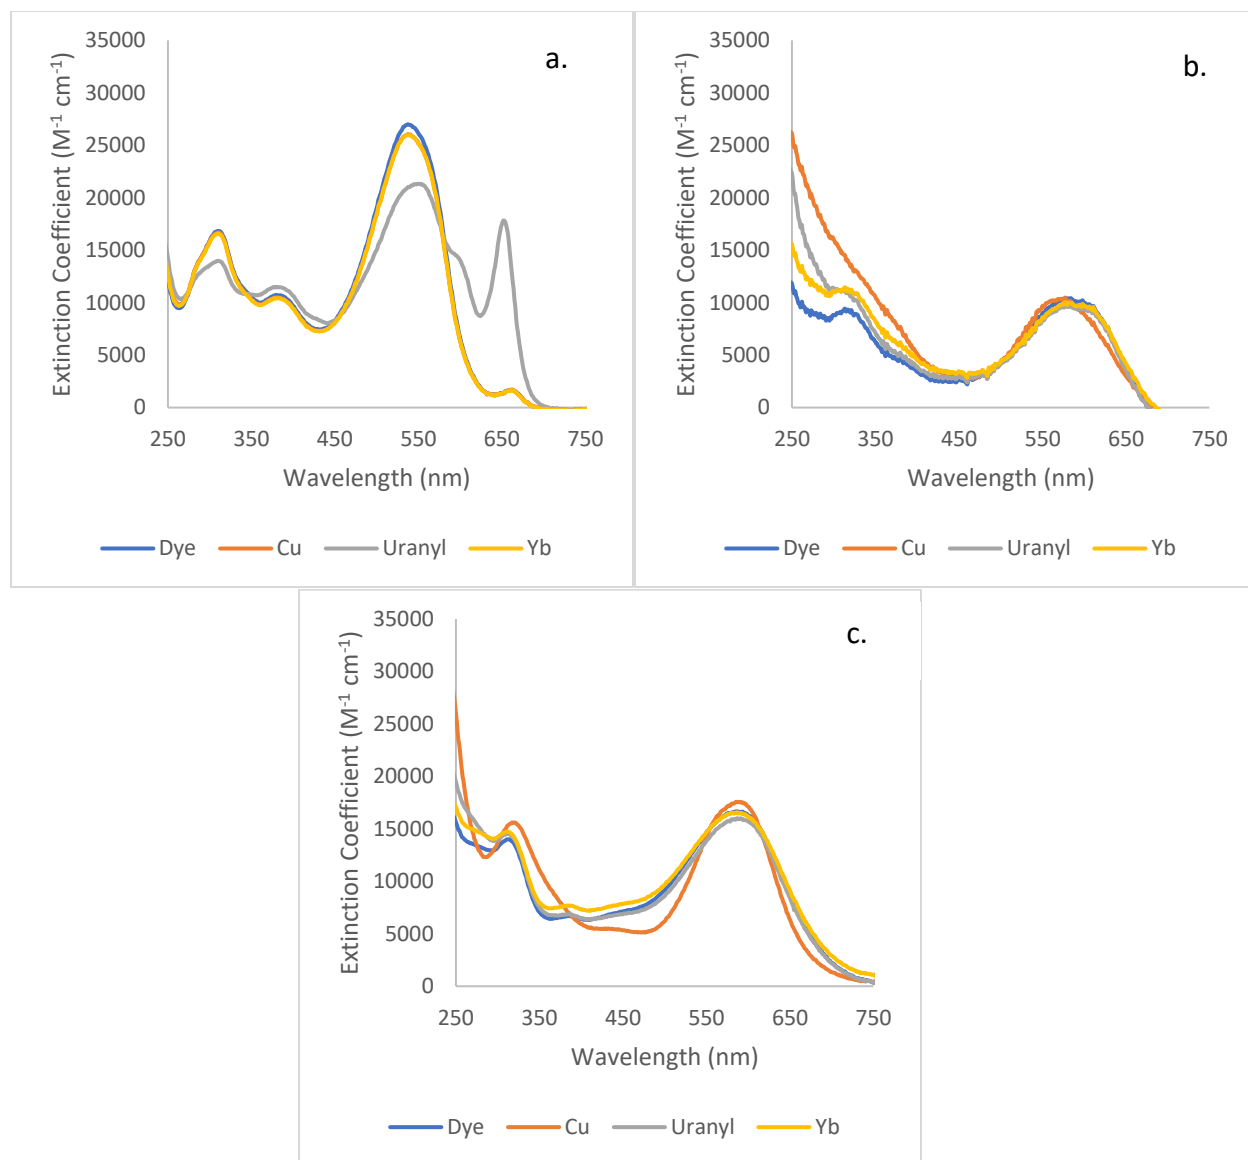 a.
Extinction Coefficient (M-1 cm-1)
35000
30000
25000
20000
15000
10000
5000
0
250 350 450 550 650 750
Wavelength (nm)
Dye Cu Uranyl Yb
b.
Extinction Coefficient (M-1 cm-1)
35000
30000
25000
20000
15000
10000
5000
0
250 350 450 550 650 750
Wavelength (nm)
Dye Cu Uranyl Yb
c.
Extinction Coefficient (M-1 cm-1)
35000
30000
25000
20000
15000
10000
5000
0
250 350 450 550 650 750
Wavelength (nm)
Dye Cu Uranyl Yb